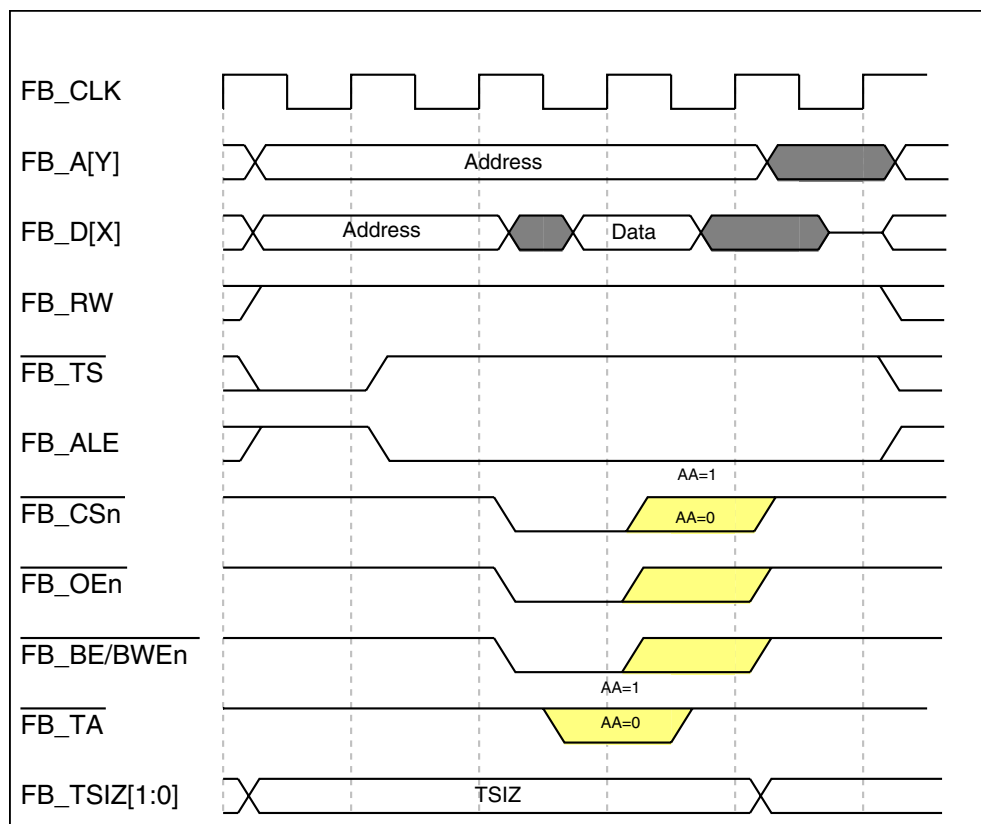 FB_CLK
FB_A[Y] Address
FB_D[X] Address Data
FB_RW
FB_TS
FB_ALE
AA=1
FB_CSn AA=0
FB_OEn
FB_BE/BWEn
AA=1
FB_TA AA=0
FB_TSIZ[1:0] TSIZ